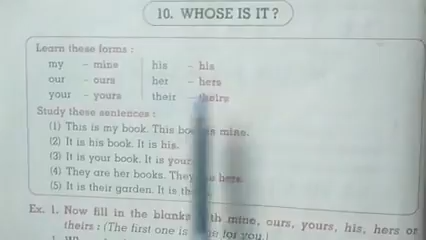 10. WHOSE IS IT ?
Learn these forms :
my – mine his – his
our – ours her – hers
your – yours their – theirs
Study these sentences :
(1) This is my book. This is mine.
(2) It is his book. It is his.
(3) It is your book. It is
(4) They are her books. They hers.
(5) It is their garden. It is
Ex. 1. Now fill in the blanks mine, ours, yours, his, hers or
theirs : (The first one is for you.)